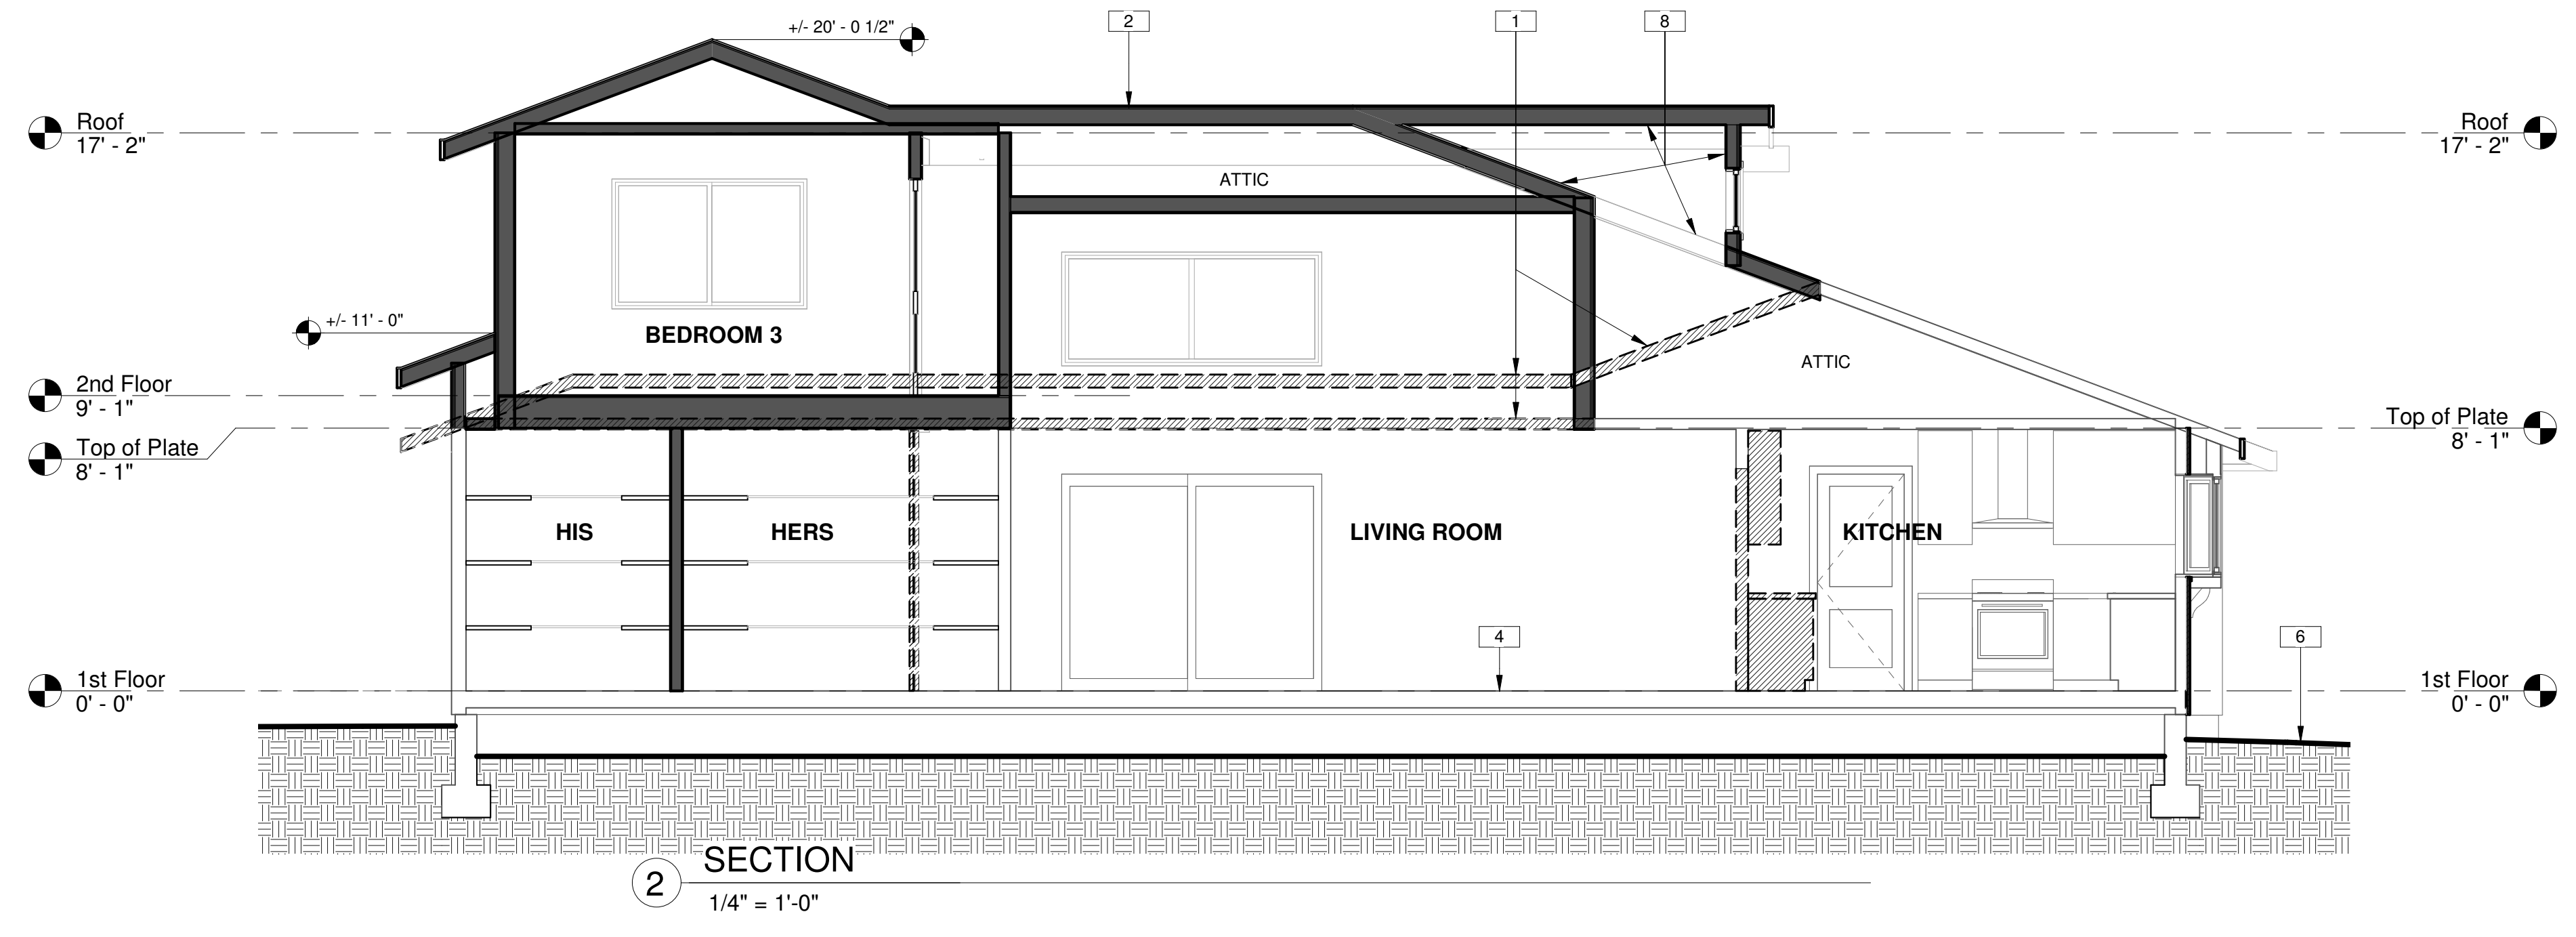 +/- 20' - 0 1/2"
2
1
8
Roof
17' - 2"
Roof
17' - 2"
ATTIC
+/- 11' - 0"
BEDROOM 3
ATTIC
2nd Floor
9' - 1"
Top of Plate
8' - 1"
Top of Plate
8' - 1"
HIS
HERS
LIVING ROOM
KITCHEN
4
6
1st Floor
0' - 0"
1st Floor
0' - 0"
2
SECTION
1/4" = 1'-0"